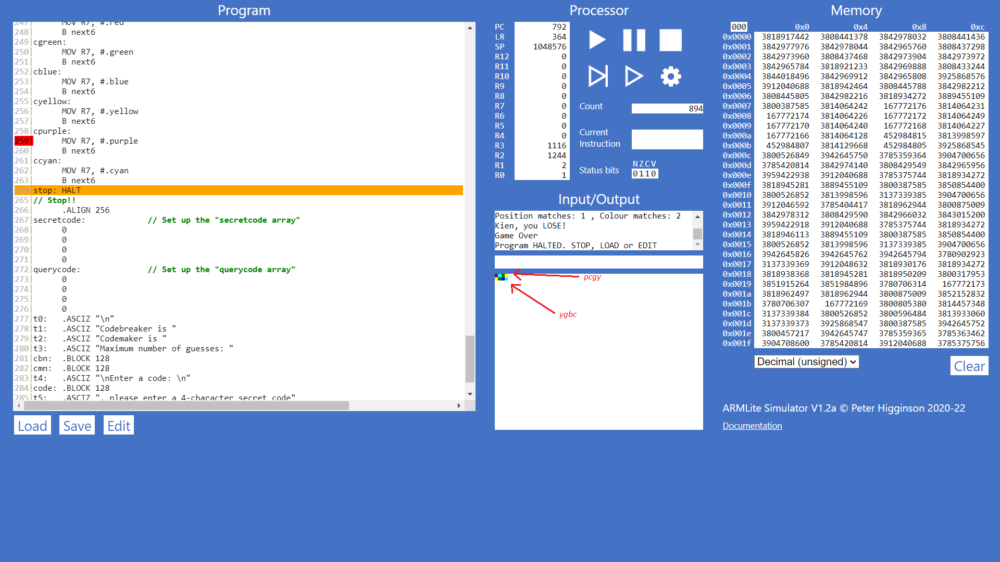 Program
247|      MOV R7, #.red
248|      B next6
249|cgreen:
250|      MOV R7, #.green
251|      B next6
252|cblue:
253|      MOV R7, #.blue
254|      B next6
255|cyellow:
256|      MOV R7, #.yellow
257|      B next6
258|cpurple:
259|      MOV R7, #.purple
260|      B next6
261|ccyan:
262|      MOV R7, #.cyan
263|      B next6
264|stop: HALT
265|// Stop!!
266|      .ALIGN 256
267|secretcode:             // Set up the "secretcode array"
268|      0
269|      0
270|      0
271|      0
272|querycode:              // Set up the "querycode array"
273|      0
274|      0
275|      0
276|      0
277|t0:   .ASCIZ "\n"
278|t1:   .ASCIZ "Codebreaker is "
279|t2:   .ASCIZ "Codemaker is "
280|t3:   .ASCIZ "Maximum number of guesses: "
281|cbn:  .BLOCK 128
282|cmn:  .BLOCK 128
283|t4:   .ASCIZ "\nEnter a code: \n"
284|code: .BLOCK 128
285|t5:   .ASCIZ ", please enter a 4-character secret code"
Load Save Edit
Processor
PC 792
LR 364
SP 1048576
R12 0
R11 0
R10 0
R9 0
R8 0
R7 0
R6 0
R5 0
R4 0
R3 1116
R2 1244
R1 2
R0 1
Count 894
Current
Instruction
NZCV
Status bits 0110
Input/Output
Position matches: 1 , Colour matches: 2
Kien, you LOSE!
Game Over
Program HALTED. STOP, LOAD or EDIT
pcgy
ygbc
Memory
000 0x0 0x4 0x8 0xc
0x0000 3818917442 3808441378 3842978032 3808441436
0x0001 3842977976 3842978044 3842965760 3808437298
0x0002 3842973960 3808437468 3842973904 3842973972
0x0003 3842965784 3818921233 3842969888 3808433244
0x0004 3844018496 3842969912 3842965808 3925868576
0x0005 3912040688 3818942464 3808445788 3842982212
0x0006 3808445805 3842982216 3818934272 3889455109
0x0007 3800387585 3814064242 167772176 3814064231
0x0008 167772174 3814064226 167772172 3814064249
0x0009 167772170 3814064240 167772168 3814064227
0x000a 167772166 3814064128 452984815 3813998597
0x000b 452984807 3814129668 452984805 3925868545
0x000c 3800526849 3942645750 3785359364 3904700656
0x000d 3785420814 3842974140 3808429549 3842965956
0x000e 3959422938 3912040688 3785375744 3818934272
0x000f 3818945281 3889455109 3800387585 3850854400
0x0010 3800526852 3813998596 3137339385 3904700656
0x0011 3912046592 3785404417 3818962944 3800875009
0x0012 3842978312 3808429590 3842966032 3843015200
0x0013 3959422918 3912040688 3785375744 3818934272
0x0014 3818946113 3889455109 3800387585 3850854400
0x0015 3800526852 3813998596 3137339385 3904700656
0x0016 3942645826 3942645762 3942645794 3780902923
0x0017 3137339369 3912048632 3818930176 3818934272
0x0018 3818938368 3818945281 3818950209 3800317953
0x0019 3851915264 3851984896 3780706314 167772173
0x001a 3818962497 3818962944 3800875009 3852152832
0x001b 3780706307 167772169 3800805380 3814457348
0x001c 3137339384 3800526852 3800596484 3813933060
0x001d 3137339373 3925868547 3800387585 3942645752
0x001e 3800457217 3942645747 3785359365 3785363462
0x001f 3904708600 3785420814 3912040688 3785375756
Decimal (unsigned)
Clear
ARMLite Simulator V1.2a © Peter Higginson 2020-22
Documentation